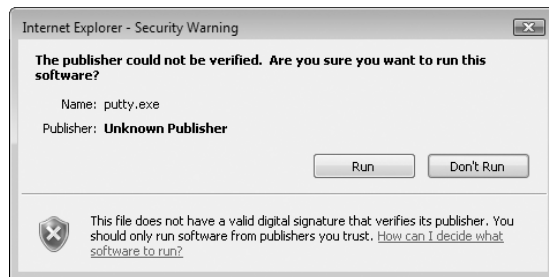 Internet Explorer - Security Warning
The publisher could not be verified.  Are you sure you want to run this
software?
Name: putty.exe
Publisher: Unknown Publisher
Run
Don't Run
This file does not have a valid digital signature that verifies its publisher. You
should only run software from publishers you trust. How can I decide what
software to run?